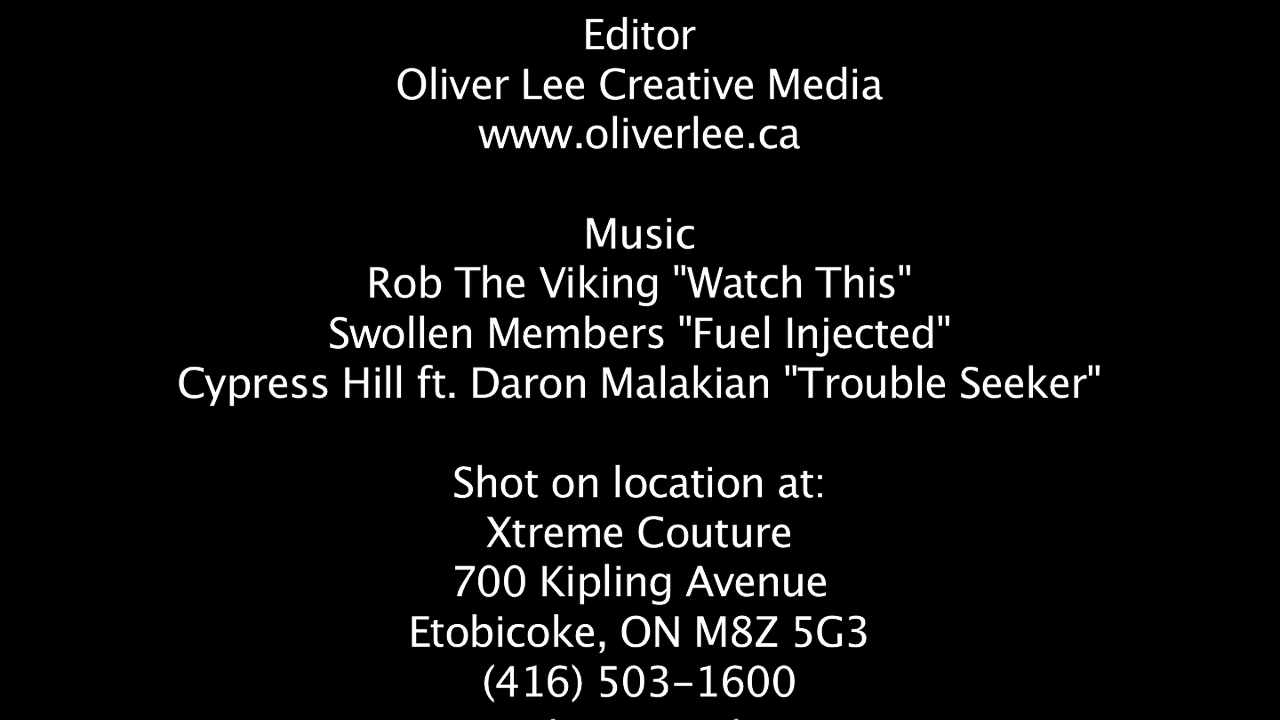 Editor
Oliver Lee Creative Media
www.oliverlee.ca
Music
Rob The Viking "Watch This"
Swollen Members "Fuel Injected"
Cypress Hill ft. Daron Malakian "Trouble Seeker"
Shot on location at:
Xtreme Couture
700 Kipling Avenue
Etobicoke, ON M8Z 5G3
(416) 503-1600